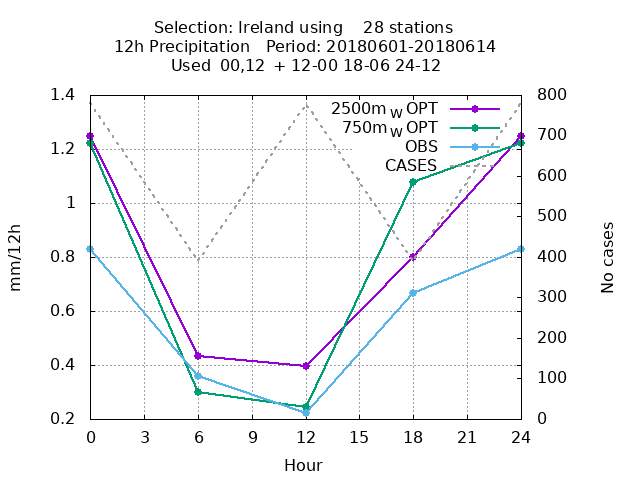 Selection: Ireland using 28 stations
12h Precipitation Period: 20180601-20180614
Used 00,12 + 12-00 18-06 24-12
1.4 800
2500m W OPT
1.2 700
750m W OPT
OBS
CASES
600
1 500
0.8 400
0.6 300
0.4 200
100
0.2 0
mm/12h
No cases
0 3 6 9 12 15 18 21 24
Hour